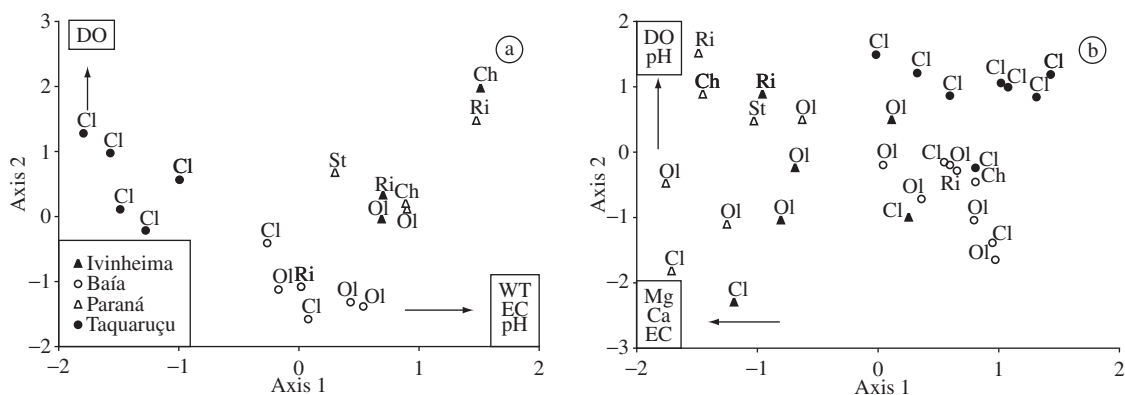 3
2
1
0
−1
−2
Axis 2
−2
−1
0
1
2
Axis 1
DO
a
Ch
Ri
Cl
Cl
Cl
Cl
Cl
St
Ri
Ch
Ol
Ol
Cl
Ol
Ri
Cl
Ol
Ol
Ivinheima
Baía
Paraná
Taquaruçu
WT
EC
pH
2
1
0
−1
−2
−3
Axis 2
−2
−1
0
1
2
Axis 1
DO
pH
b
Ri
Ch
Ri
St
Ol
Ol
Cl
Cl
Cl
Cl
Cl
Cl
Cl
Ol
Ol
Ol
Cl
Ol
Cl
Ri
Ch
Ol
Ol
Ol
Cl
Ol
Cl
Ol
Cl
Cl
Mg
Ca
EC